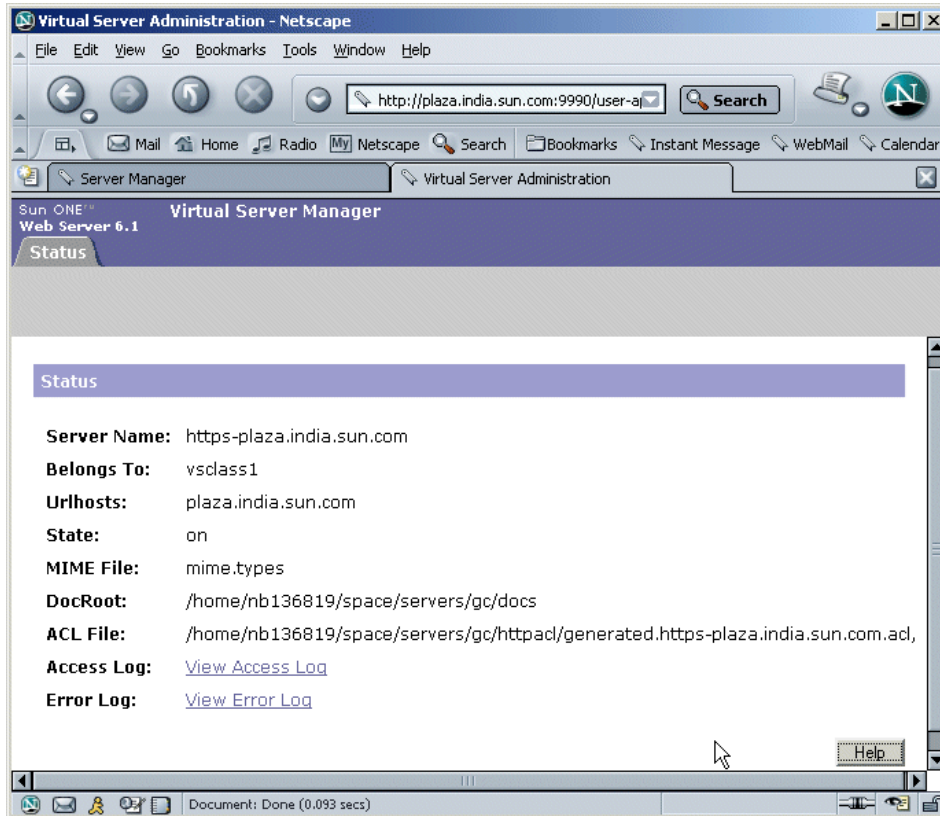 Virtual Server Administration - Netscape
File Edit View Go Bookmarks Tools Window Help
http://plaza.india.sun.com:9990/user-a Search
Mail Home Radio My Netscape Search Bookmarks Instant Message WebMail Calendar
Server Manager Virtual Server Administration
Sun ONE™ Virtual Server Manager
Web Server 6.1
Status
Status
Server Name: https-plaza.india.sun.com
Belongs To: vsclass1
Urlhosts: plaza.india.sun.com
State: on
MIME File: mime.types
DocRoot: /home/nb136819/space/servers/gc/docs
ACL File: /home/nb136819/space/servers/gc/httpacl/generated.https-plaza.india.sun.com.acl,
Access Log: View Access Log
Error Log: View Error Log
Help
Document: Done (0.093 secs)